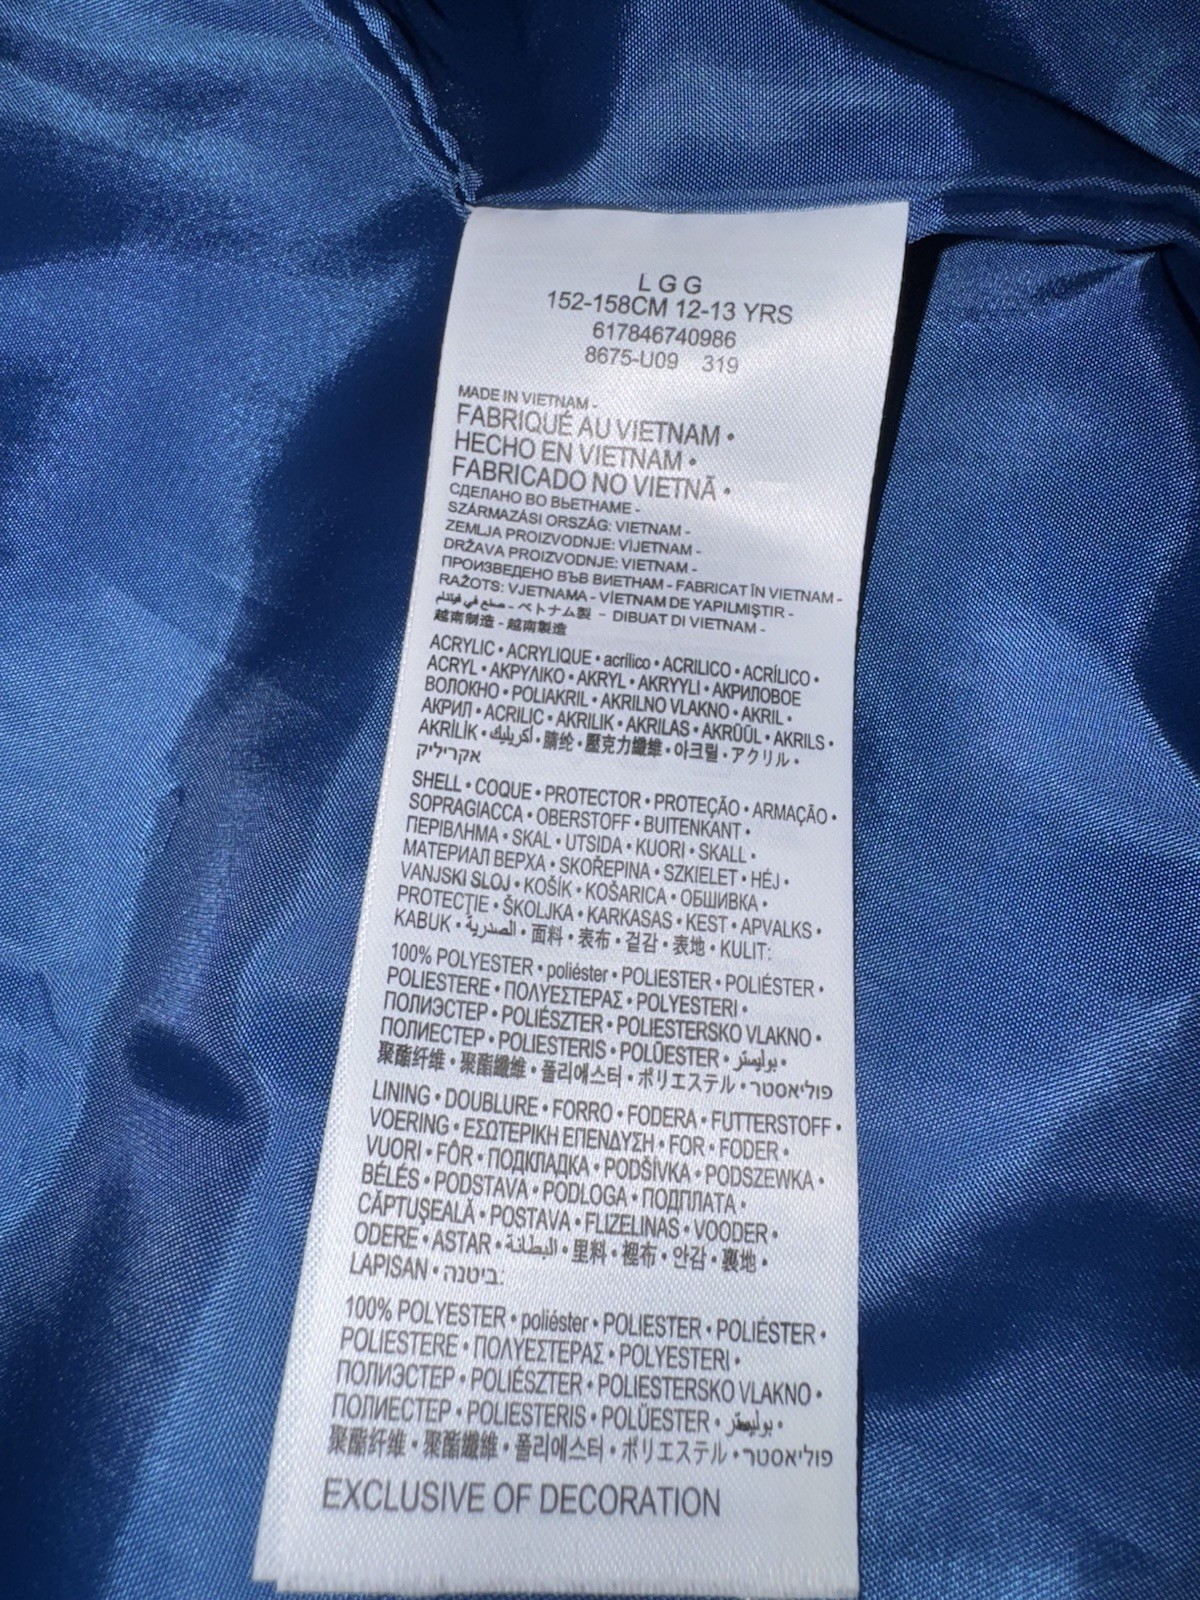 L G G
152-158CM 12-13 YRS
617846740986
8675-U09 319
MADE IN VIETNAM -
FABRIQUÉ AU VIETNAM •
HECHO EN VIETNAM •
FABRICADO NO VIETNÃ •
СДЕЛАНО ВО ВЬЕТНАМЕ -
SZÁRMAZÁSI ORSZÁG: VIETNAM -
ZEMLJA PROIZVODNJE: VIJETNAM -
DRŽAVA PROIZVODNJE: VIETNAM -
ПРОИЗВЕДЕНО ВЪВ ВИЕТНАМ - FABRICAT ÎN VIETNAM -
RAŽOTS: VJETNAMA - VİETNAM DE YAPILMIŞTIR -
صنع في فيتنام - ベトナム製 - DIBUAT DI VIETNAM -
越南制造 - 越南製造
ACRYLIC • ACRYLIQUE • acrílico • ACRILICO • ACRÍLICO •
ACRYL • ΑΚΡΥΛΙΚΟ • AKRYL • AKRYYLI • АКРИЛОВОЕ
ВОЛОКНО • POLIAKRIL • AKRILNO VLAKNO • AKRIL •
АКРИЛ • ACRILIC • AKRILIK • AKRILAS • AKRÜÜL • AKRILS •
AKRİLİK • أكريليك • 腈纶 • 壓克力纖維 • 아크릴 • アクリル •
אקריליק
SHELL • COQUE • PROTECTOR • PROTEÇÃO • ARMAÇÃO •
SOPRAGIACCA • OBERSTOFF • BUITENKANT •
ΠΕΡΙΒΛΗΜΑ • SKAL • UTSIDA • KUORI • SKALL •
МАТЕРИАЛ ВЕРХА • SKOŘEPINA • SZKIELET • HÉJ •
VANJSKI SLOJ • KOŠÍK • KOŠARICA • ОБШИВКА •
PROTECŢIE • ŠKOLJKA • KARKASAS • KEST • APVALKS •
KABUK • الصدرية • 面料 • 表布 • 겉감 • 表地 • KULIT:
100% POLYESTER • poliéster • POLIESTER • POLIÉSTER •
POLIESTERE • ΠΟΛΥΕΣΤΕΡΑΣ • POLYESTERI •
ПОЛИЭСТЕР • POLIÉSZTER • POLIESTERSKO VLAKNO •
ПОЛИЕСТЕР • POLIESTERIS • POLÜESTER • بوليستر •
聚酯纤维 • 聚酯纖維 • 폴리에스터 • ポリエステル • פוליאסטר
LINING • DOUBLURE • FORRO • FODERA • FUTTERSTOFF •
VOERING • ΕΣΩΤΕΡΙΚΗ ΕΠΕΝΔΥΣΗ • FOR • FODER •
VUORI • FÔR • ПОДКЛАДКА • PODŠÍVKA • PODSZEWKA •
BÉLÉS • PODSTAVA • PODLOGA • ПОДПЛАТА •
CĂPTUŞEALĂ • POSTAVA • FLIZELINAS • VOODER •
ODERE • ASTAR • البطانة • 里料 • 裡布 • 안감 • 裏地 •
LAPISAN • ביטנה:
100% POLYESTER • poliéster • POLIESTER • POLIÉSTER •
POLIESTERE • ΠΟΛΥΕΣΤΕΡΑΣ • POLYESTERI •
ПОЛИЭСТЕР • POLIÉSZTER • POLIESTERSKO VLAKNO •
ПОЛИЕСТЕР • POLIESTERIS • POLÜESTER • بوليستر •
聚酯纤维 • 聚酯纖維 • 폴리에스터 • ポリエステル • פוליאסטר
EXCLUSIVE OF DECORATION